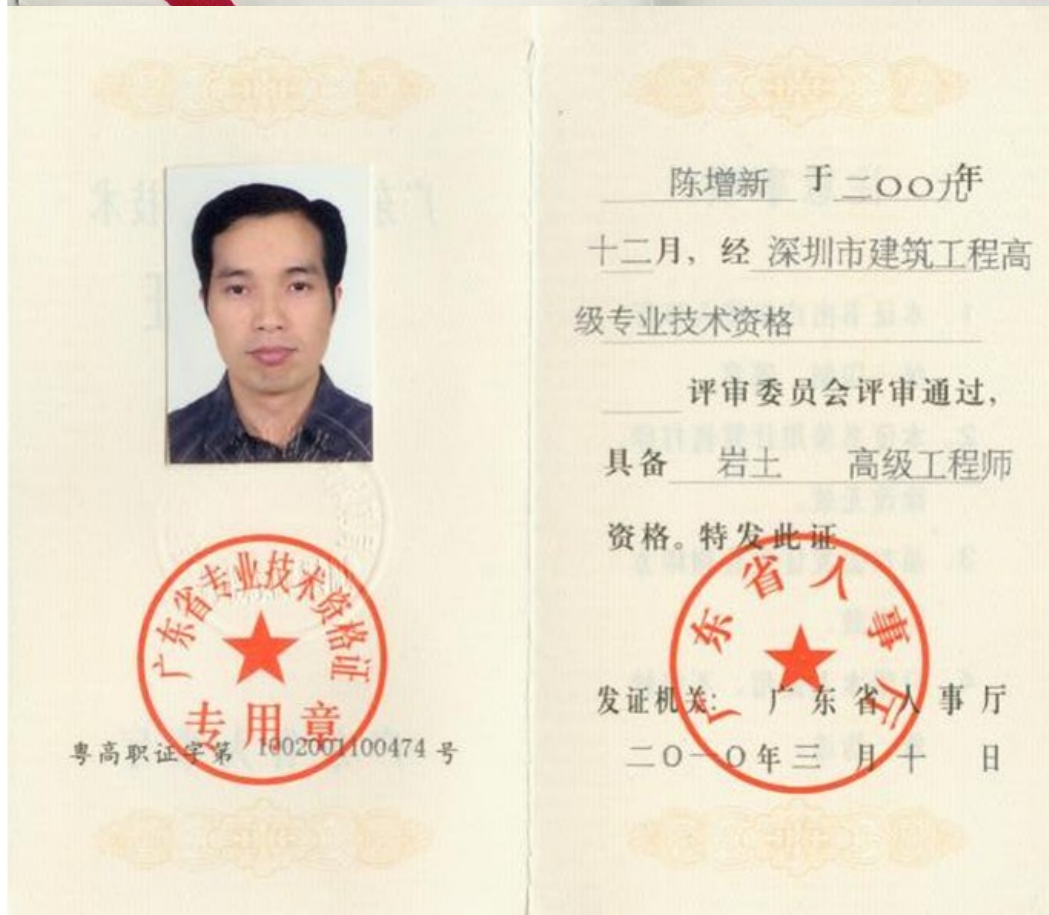 广东省专业技术资格证
专用章
粤高职证字第 1002001100474 号
陈增新 于 二〇〇九年
十二月，经 深圳市建筑工程高
级专业技术资格
评审委员会评审通过，
具备 岩土 高级工程师
资格。特发此证
广东省人事厅
发证机关： 广东省人事厅
二〇一〇年三月十日